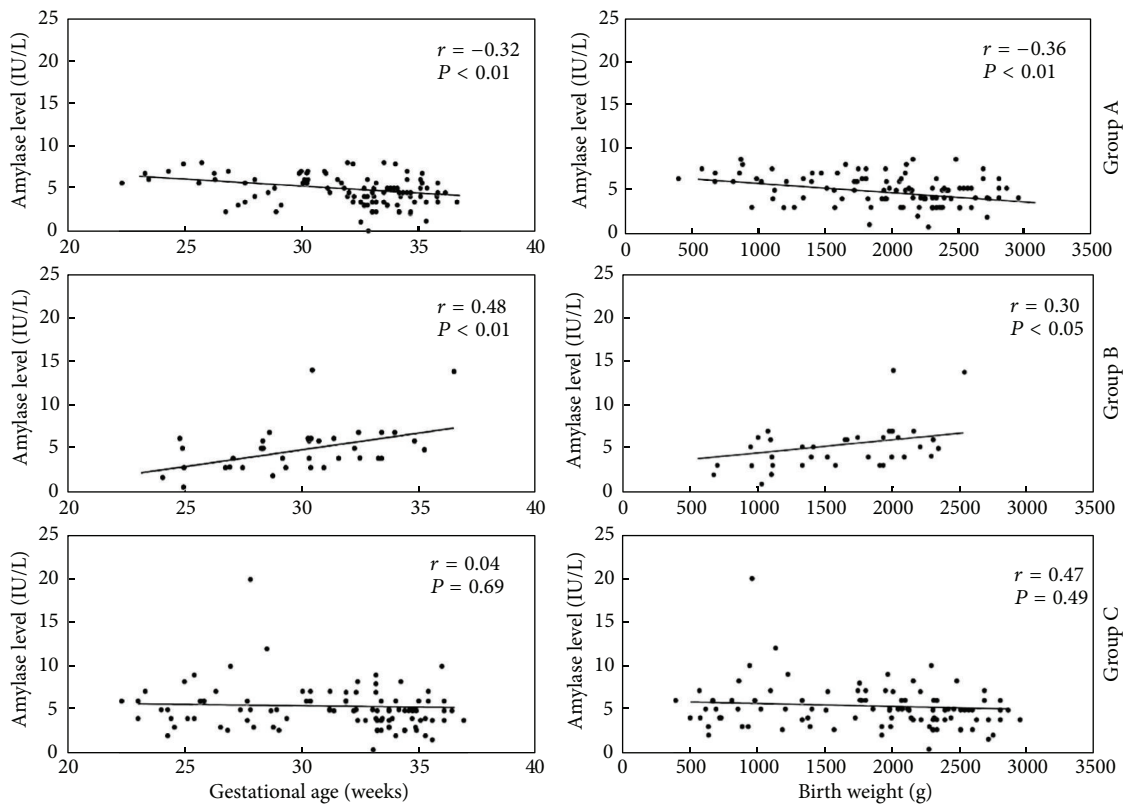 25
20
15
10
5
0
Amylase level (IU/L)
r = −0.32
P < 0.01
20 25 30 35 40
25
20
15
10
5
0
Amylase level (IU/L)
r = −0.36
P < 0.01
0 500 1000 1500 2000 2500 3000 3500
Group A
25
20
15
10
5
0
Amylase level (IU/L)
r = 0.48
P < 0.01
20 25 30 35 40
25
20
15
10
5
0
Amylase level (IU/L)
r = 0.30
P < 0.05
0 500 1000 1500 2000 2500 3000 3500
Group B
25
20
15
10
5
0
Amylase level (IU/L)
r = 0.04
P = 0.69
20 25 30 35 40
Gestational age (weeks)
25
20
15
10
5
0
Amylase level (IU/L)
r = 0.47
P = 0.49
0 500 1000 1500 2000 2500 3000 3500
Birth weight (g)
Group C